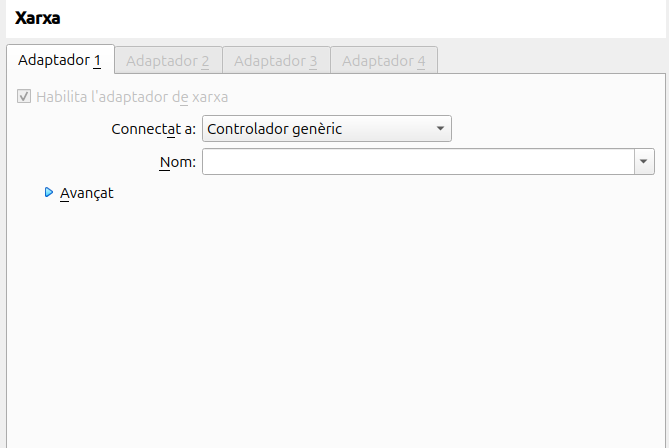 Xarxa
Adaptador 1 Adaptador 2 Adaptador 3 Adaptador 4
Habilita l'adaptador de xarxa
Connectat a: Controlador genèric
Nom:
Avançat